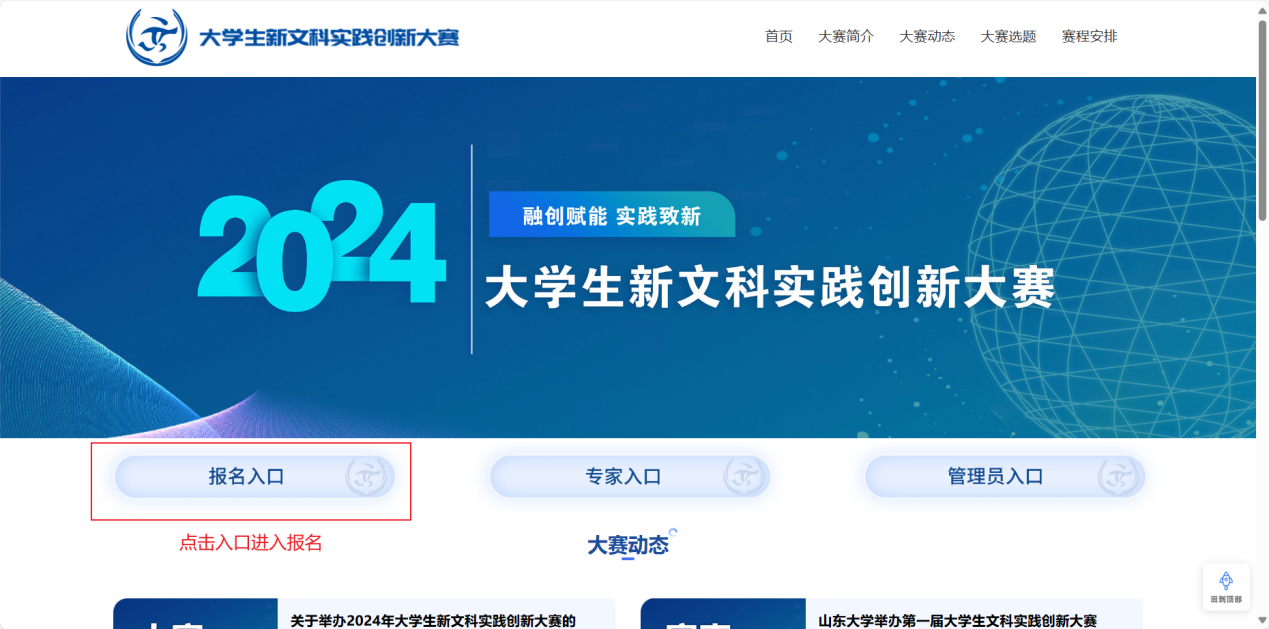 大学生新文科实践创新大赛
首页 大赛简介 大赛动态 大赛选题 赛程安排
2024
融创赋能 实践致新
大学生新文科实践创新大赛
报名入口 专家入口 管理员入口
点击入口进入报名
大赛动态
回到顶部
关于举办2024年大学生新文科实践创新大赛的
山东大学举办第一届大学生文科实践创新大赛